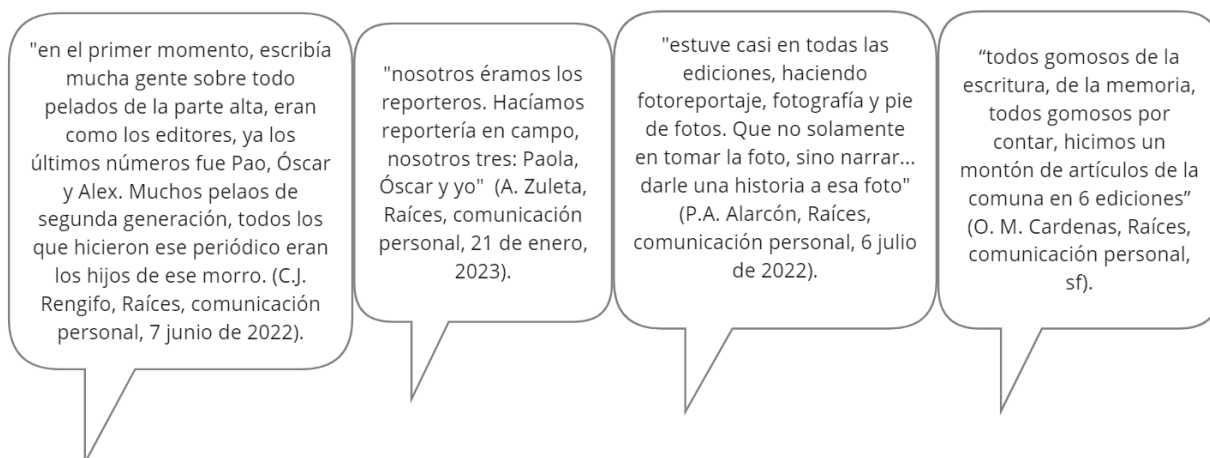 "en el primer momento, escribía
mucha gente sobre todo
pelados de la parte alta, eran
como los editores, ya los
últimos números fue Pao, Óscar
y Alex. Muchos pelaos de
segunda generación, todos los
que hicieron ese periódico eran
los hijos de ese morro. (C.J.
Rengifo, Raíces, comunicación
personal, 7 junio de 2022).
"nosotros éramos los
reporteros. Hacíamos
reportería en campo,
nosotros tres: Paola,
Óscar y yo" (A. Zuleta,
Raíces, comunicación
personal, 21 de enero,
2023).
"estuve casi en todas las
ediciones, haciendo
fotoreportaje, fotografía y pie
de fotos. Que no solamente
en tomar la foto, sino narrar...
darle una historia a esa foto"
(P.A. Alarcón, Raíces,
comunicación personal, 6 julio
de 2022).
“todos gomosos de la
escritura, de la memoria,
todos gomosos por
contar, hicimos un
montón de artículos de la
comuna en 6 ediciones”
(O. M. Cardenas, Raíces,
comunicación personal,
sf).